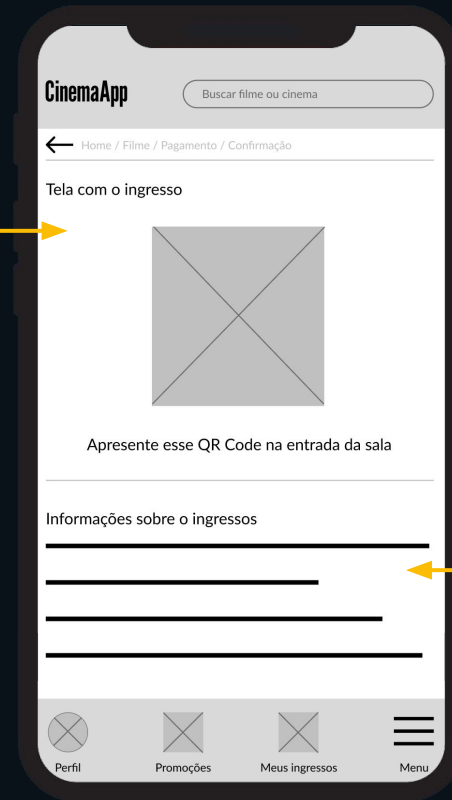 CinemaApp
Buscar filme ou cinema
Home / Filme / Pagamento / Confirmação
Tela com o ingresso
Apresente esse QR Code na entrada da sala
Informações sobre o ingressos
Perfil
Promoções
Meus ingressos
Menu